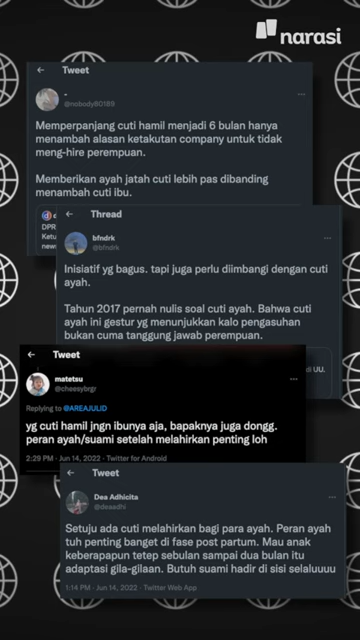 narasi
Tweet
-
@nobody80189
Memperpanjang cuti hamil menjadi 6 bulan hanya
menambah alasan ketakutan company untuk tidak
meng-hire perempuan.
Memberikan ayah jatah cuti lebih pas dibanding
menambah cuti ibu.
DPR
Ketu
news
Thread
bfndrk
@bfndrk
Inisiatif yg bagus. tapi juga perlu diimbangi dengan cuti
ayah.
Tahun 2017 pernah nulis soal cuti ayah. Bahwa cuti
ayah ini gestur yg menunjukkan kalo pengasuhan
bukan cuma tanggung jawab perempuan.
di UU.
Tweet
matetsu
@cheesybrgr
Replying to @AREAJULID
yg cuti hamil jngn ibunya aja, bapaknya juga dongg.
peran ayah/suami setelah melahirkan penting loh
2:29 PM · Jun 14, 2022 · Twitter for Android
Tweet
Dea Adhicita
@deaadhi
Setuju ada cuti melahirkan bagi para ayah. Peran ayah
tuh penting banget di fase post partum. Mau anak
keberapapun tetep sebulan sampai dua bulan itu
adaptasi gila-gilaan. Butuh suami hadir di sisi selaluuuu
1:14 PM · Jun 14, 2022 · Twitter Web App